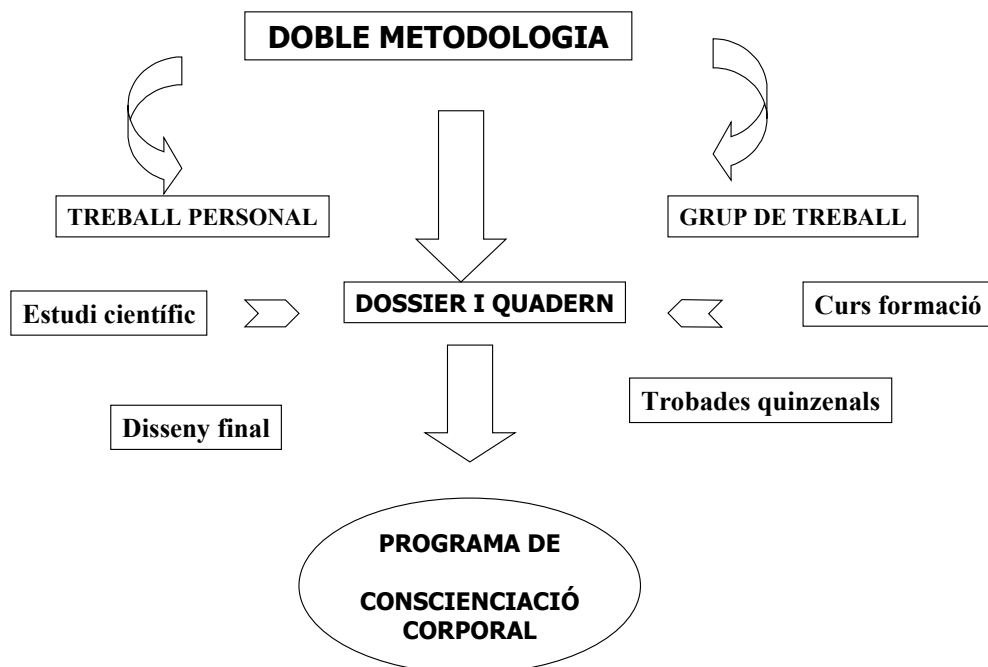 DOBLE METODOLOGIA
TREBALL PERSONAL
GRUP DE TREBALL
Estudi científic
DOSSIER I QUADERN
Curs formació
Disseny final
Trobades quinzenals
PROGRAMA DE
CONSCIENCIACIÓ
CORPORAL